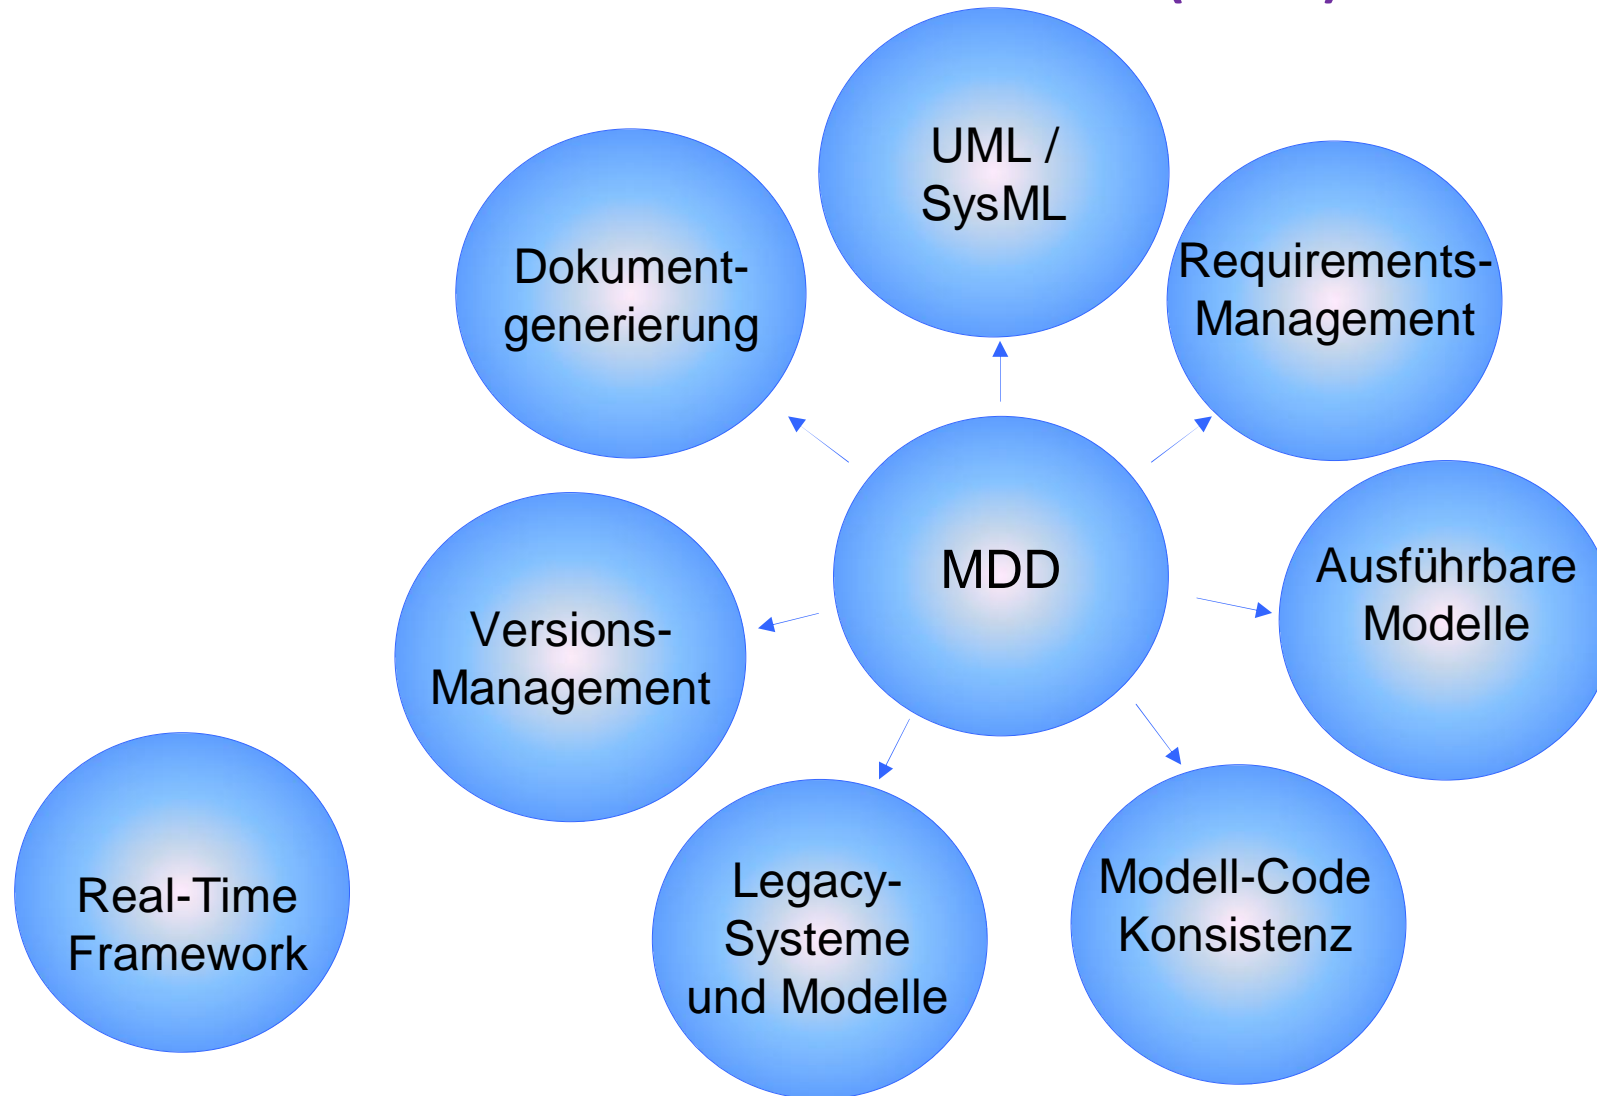 UML /
SysML
Dokument-
generierung
Requirements-
Management
MDD
Ausführbare
Modelle
Versions-
Management
Real-Time
Framework
Legacy-
Systeme
und Modelle
Modell-Code
Konsistenz